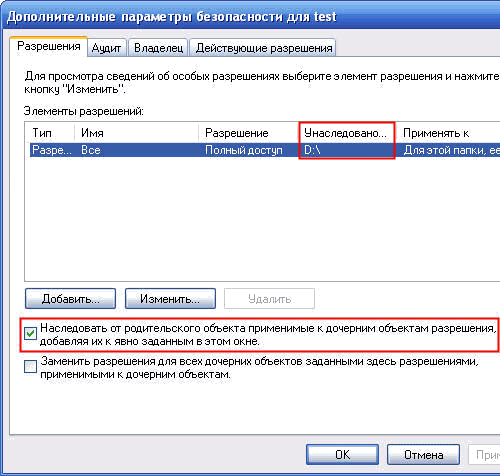 Дополнительные параметры безопасности для test
Разрешения Аудит Владелец Действующие разрешения
Для просмотра сведений об особых разрешениях выберите элемент разрешения и нажмите
кнопку "Изменить".
Элементы разрешений:
Тип Имя Разрешение Унаследовано... Применять к
Разре... Все Полный доступ D:\ Для этой папки, ее
Добавить... Изменить... Удалить
Наследовать от родительского объекта применимые к дочерним объектам разрешения,
добавляя их к явно заданным в этом окне.
Заменить разрешения для всех дочерних объектов заданными здесь разрешениями,
применимыми к дочерним объектам.
OK Отмена При